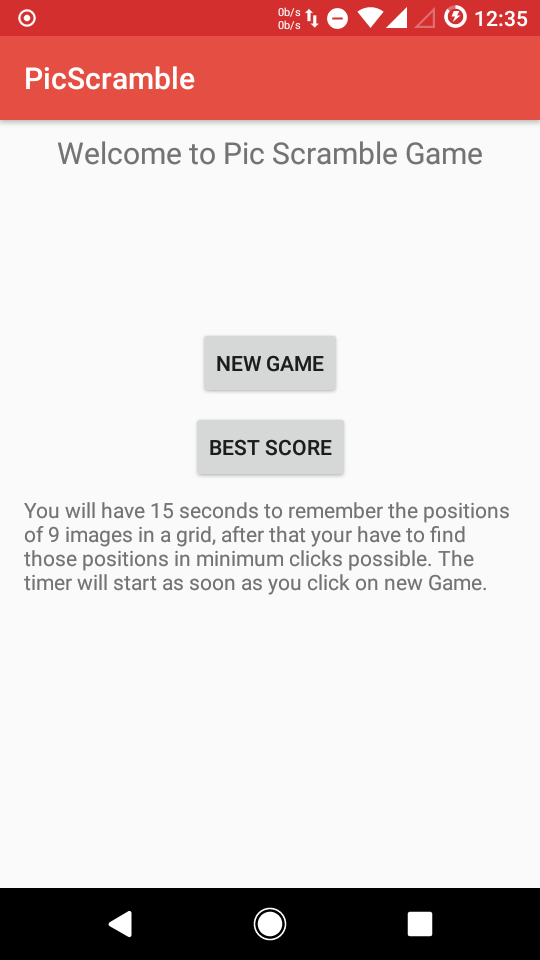 0b/s
0b/s
12:35
PicScramble
Welcome to Pic Scramble Game
NEW GAME
BEST SCORE
You will have 15 seconds to remember the positions
of 9 images in a grid, after that your have to find
those positions in minimum clicks possible. The
timer will start as soon as you click on new Game.